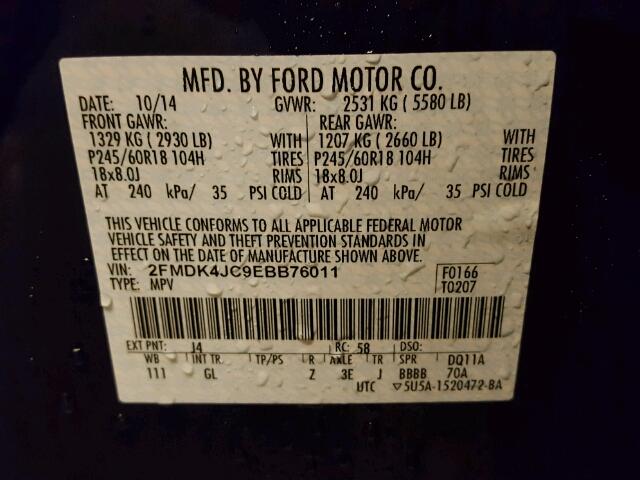 MFD. BY FORD MOTOR CO.
DATE: 10/14 GVWR: 2531 KG ( 5580 LB)
FRONT GAWR: REAR GAWR:
1329 KG ( 2930 LB) WITH 1207 KG ( 2660 LB) WITH
P245/60R18 104H TIRES P245/60R18 104H TIRES
18x8.0J RIMS 18x8.0J RIMS
AT 240 kPa/ 35 PSI COLD AT 240 kPa/ 35 PSI COLD
THIS VEHICLE CONFORMS TO ALL APPLICABLE FEDERAL MOTOR
VEHICLE SAFETY AND THEFT PREVENTION STANDARDS IN
EFFECT ON THE DATE OF MANUFACTURE SHOWN ABOVE.
VIN: 2FMDK4JC9EBB76011 F0166
TYPE: MPV T0207
EXT PNT: J4 RC: 58 DSO:
WB INT TR. TP/PS R AXLE TR SPR DQ11A
111 GL Z 3E J BBBB 70A
UTC ▽5U5A-1520472-BA